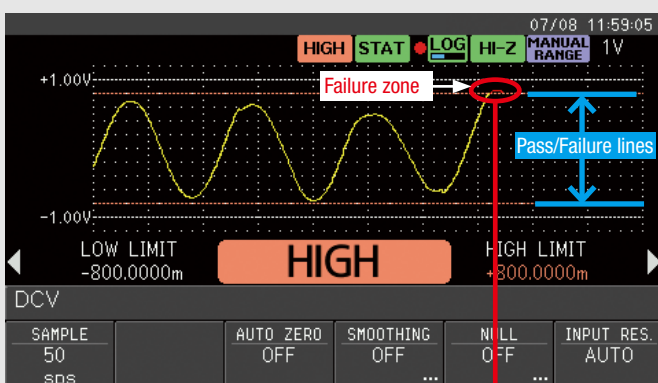 07/08 11:59:05
HIGH STAT LOG HI-Z MANUAL RANGE 1V
+1.00V
Failure zone
Pass/Failure lines
-1.00V
LOW LIMIT HIGH LIMIT
-800.0000m HIGH +800.0000m
DCV
SAMPLE AUTO ZERO SMOOTHING NULL INPUT RES.
50 OFF OFF OFF AUTO
SPS ... ...